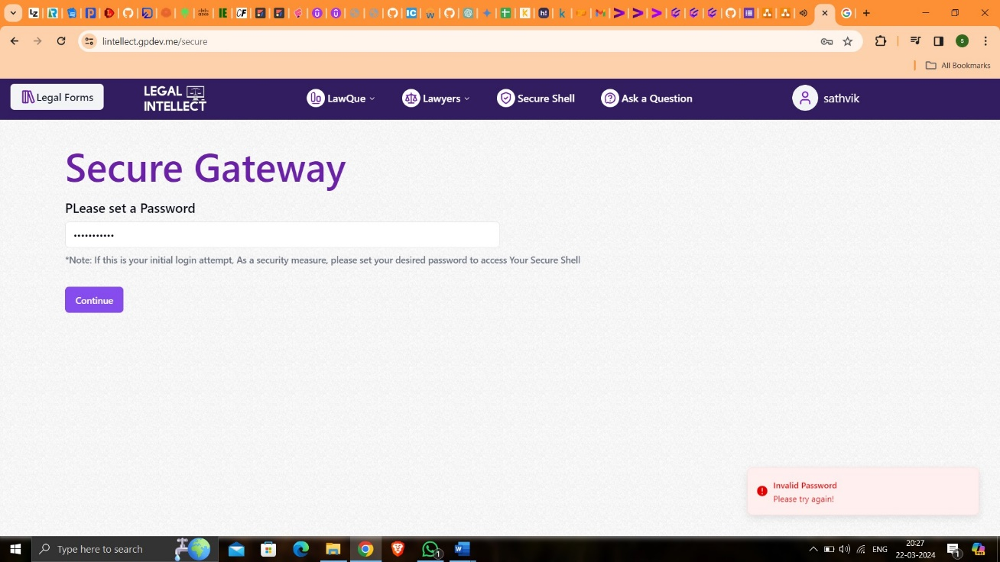 lintellect.gpdev.me/secure
All Bookmarks
Legal Forms
LEGAL
INTELLECT
LawQue
Lawyers
Secure Shell
Ask a Question
sathvik
Secure Gateway
PLease set a Password
•••••••••••
*Note: If this is your initial login attempt, As a security measure, please set your desired password to access Your Secure Shell
Continue
Invalid Password
Please try again!
Type here to search
ENG
20:27
22-03-2024